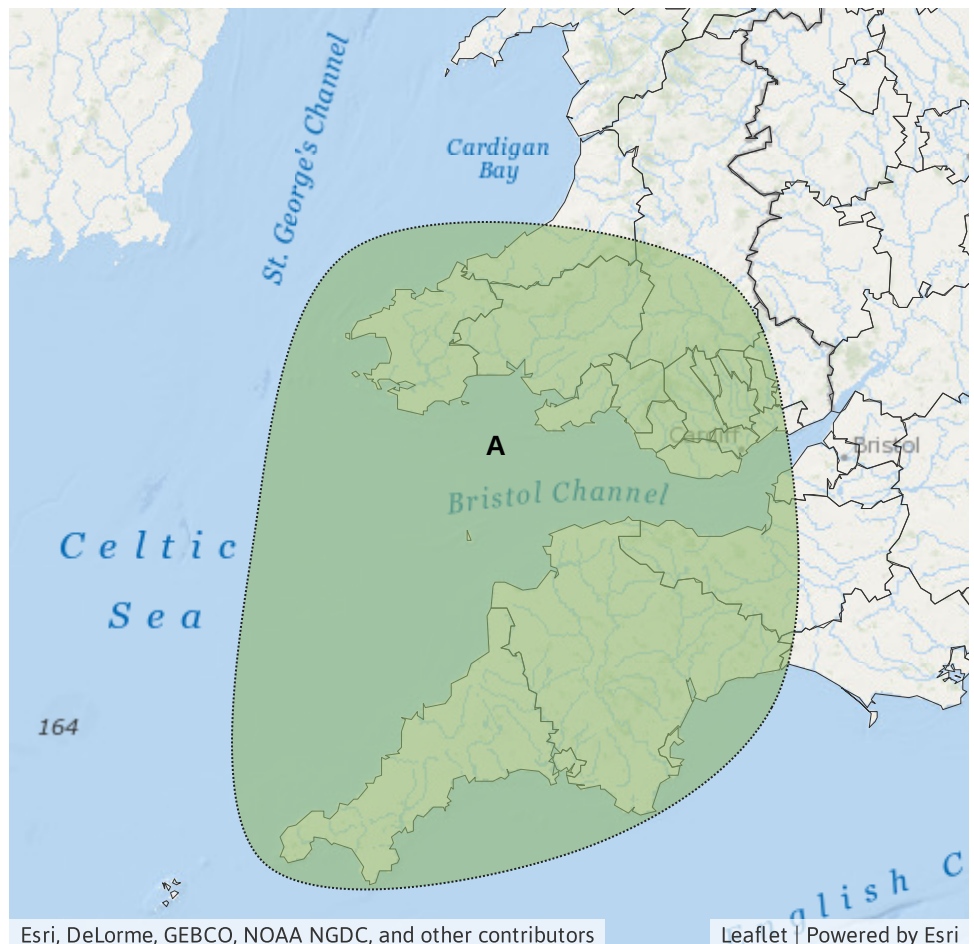 St. George's Channel
Cardigan
Bay
A
Cardiff
Bristol
Bristol Channel
Celtic
Sea
164
English C
Esri, DeLorme, GEBCO, NOAA NGDC, and other contributors
Leaflet | Powered by Esri